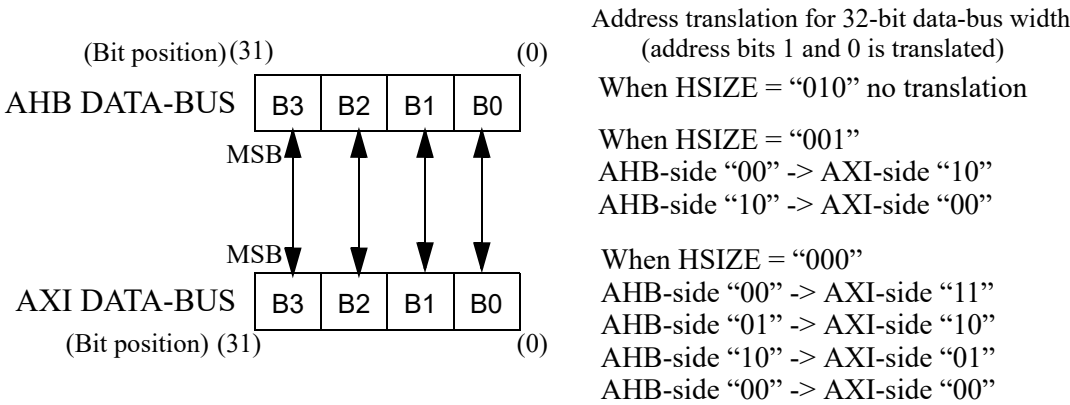 (Bit position) (31) (0)
AHB DATA-BUS B3 B2 B1 B0
MSB
MSB
AXI DATA-BUS B3 B2 B1 B0
(Bit position) (31) (0)
Address translation for 32-bit data-bus width
(address bits 1 and 0 is translated)
When HSIZE = “010” no translation
When HSIZE = “001”
AHB-side “00” -> AXI-side “10”
AHB-side “10” -> AXI-side “00”
When HSIZE = “000”
AHB-side “00” -> AXI-side “11”
AHB-side “01” -> AXI-side “10”
AHB-side “10” -> AXI-side “01”
AHB-side “00” -> AXI-side “00”